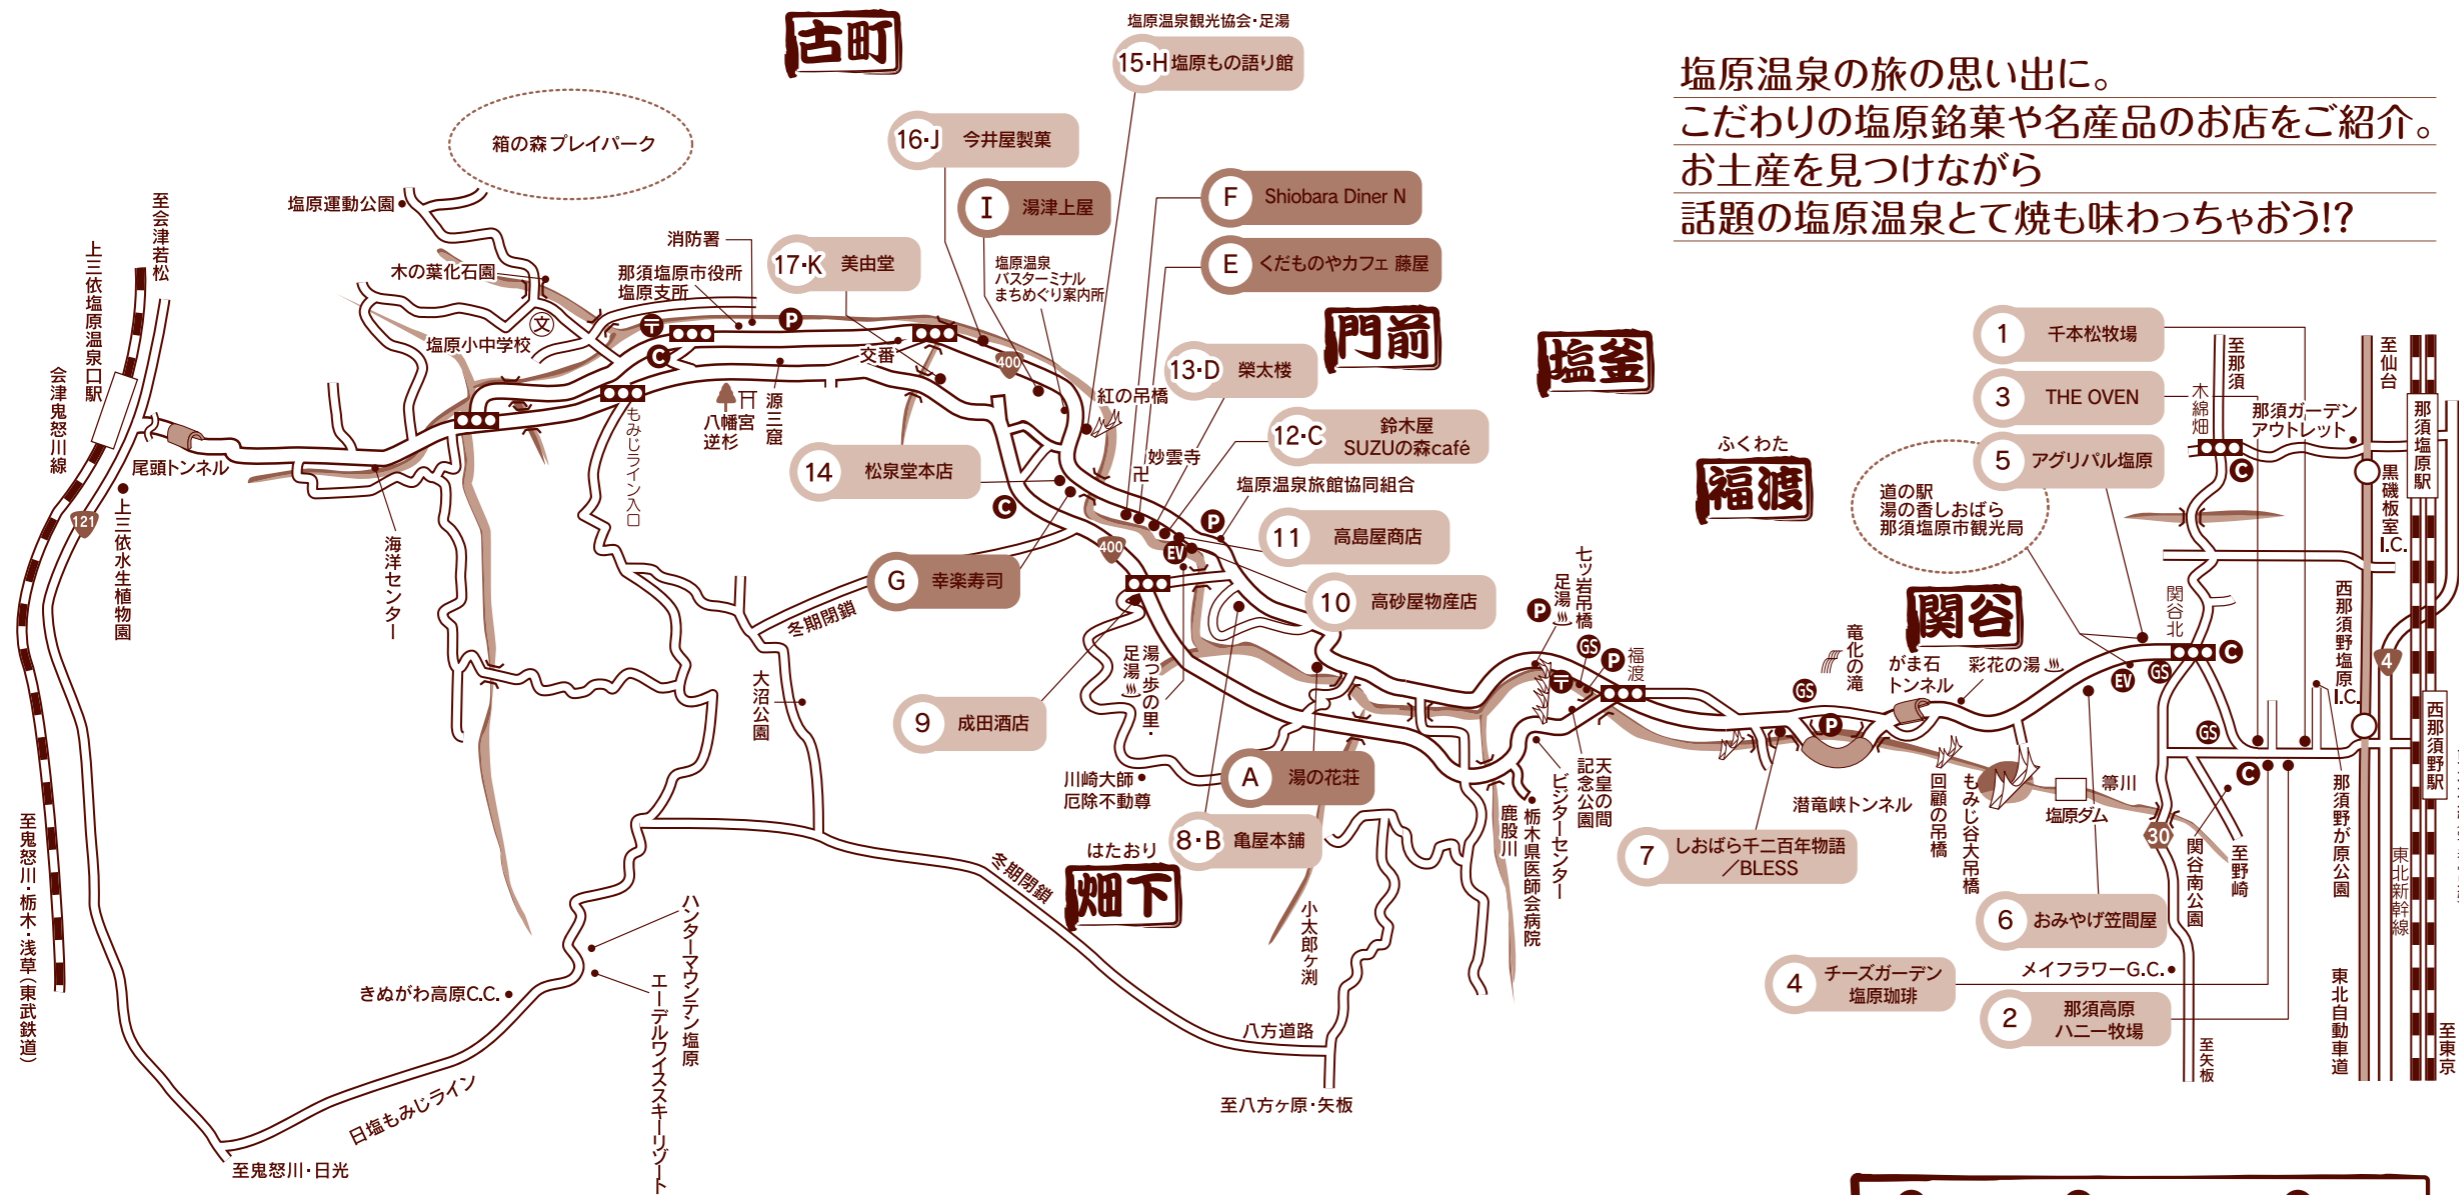 塩原温泉の旅の思い出に。
こだわりの塩原銘菓や名産品のお店をご紹介。
お土産を見つけながら
話題の塩原温泉とて焼も味わっちゃおう!?
古町
塩原温泉観光協会・足湯
15・H 塩原もの語り館
箱の森プレイパーク
16・J 今井屋製菓
I 湯津上屋
F Shiobara Diner N
E くだものやカフェ 藤屋
17・K 美由堂
塩原温泉
バスターミナル
まちめぐり案内所
塩原運動公園
消防署
木の葉化石園
那須塩原市役所
塩原支所
文
塩原小中学校
〒
P
C
交番
400
紅の吊橋
門前
塩釜
13・D 榮太楼
12・C 鈴木屋
SUZUの森café
妙雲寺
卍
塩原温泉旅館協同組合
P
11 高島屋商店
EV
10 高砂屋物産店
14 松泉堂本店
C
400
G 幸楽寿司
9 成田酒店
八幡宮
逆杉
源三窟
もみじライン入口
至会津若松
上三依塩原温泉口駅
会津鬼怒川線
尾頭トンネル
121
上三依水生植物園
海洋センター
至鬼怒川・栃木・浅草(東武鉄道)
冬期閉鎖
大沼公園
湯っ歩の里・
足湯
川崎大師
厄除不動尊
A 湯の花荘
8・B 亀屋本舗
はたおり
畑下
冬期閉鎖
小太郎ヶ渕
ハンターマウンテン塩原
エーデルワイススキーリゾート
きぬがわ高原C.C.
日塩もみじライン
至鬼怒川・日光
八方道路
至八方ヶ原・矢板
七ッ岩吊橋
足湯
P
GS
P
〒
福渡
ふくわた
福渡
天皇の間
記念公園
ビジターセンター
栃木県医師会病院
鹿股川
GS
竜化の滝
P
がま石
トンネル
彩花の湯
7 しおばら千二百年物語
/BLESS
潜竜峡トンネル
回顧の吊橋
もみじ谷大吊橋
塩原ダム
箒川
関谷
道の駅
湯の香しおばら
那須塩原市観光局
1 千本松牧場
3 THE OVEN
5 アグリパル塩原
至那須
木綿畑
那須ガーデン
アウトレット
C
関谷北
C
EV
GS
GS
C
至仙台
那須塩原駅
黒磯板室
I.C.
西那須野塩原
I.C.
4
西那須野駅
那須野が原公園
30
関谷南公園
至野崎
6 おみやげ笠間屋
メイフラワーG.C.
4 チーズガーデン
塩原珈琲
2 那須高原
ハニー牧場
至矢板
東北新幹線
東北自動車道
至東京